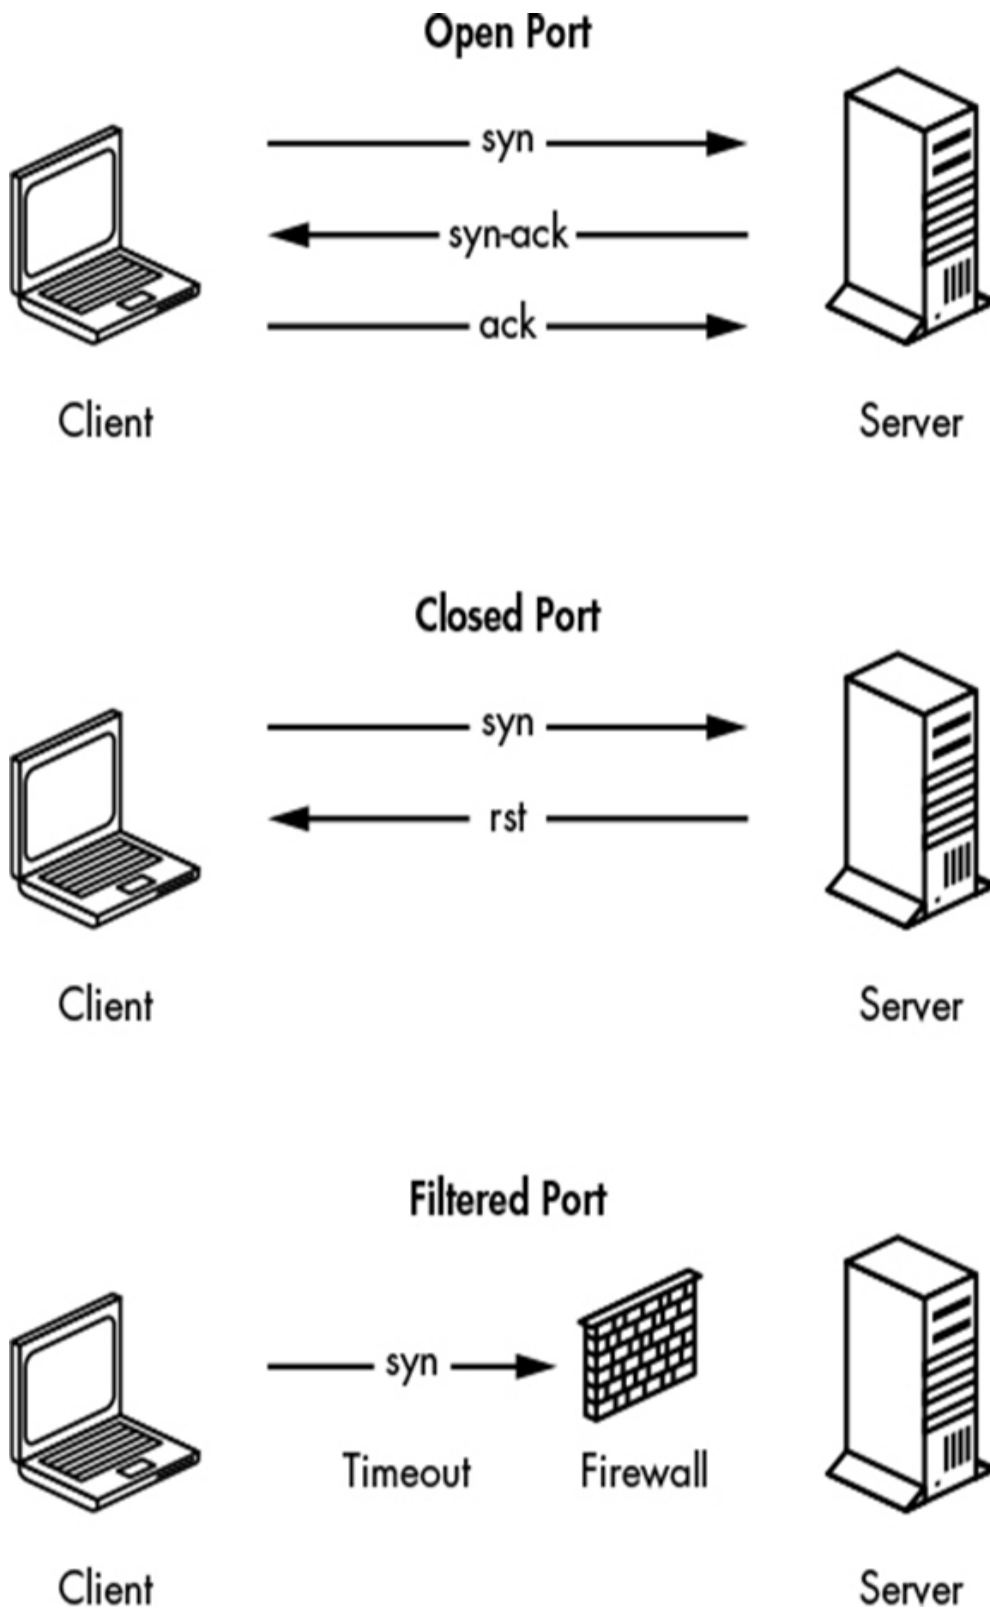 Open Port
syn
syn-ack
ack
Client
Server
Closed Port
syn
rst
Client
Server
Filtered Port
syn
Timeout
Firewall
Client
Server